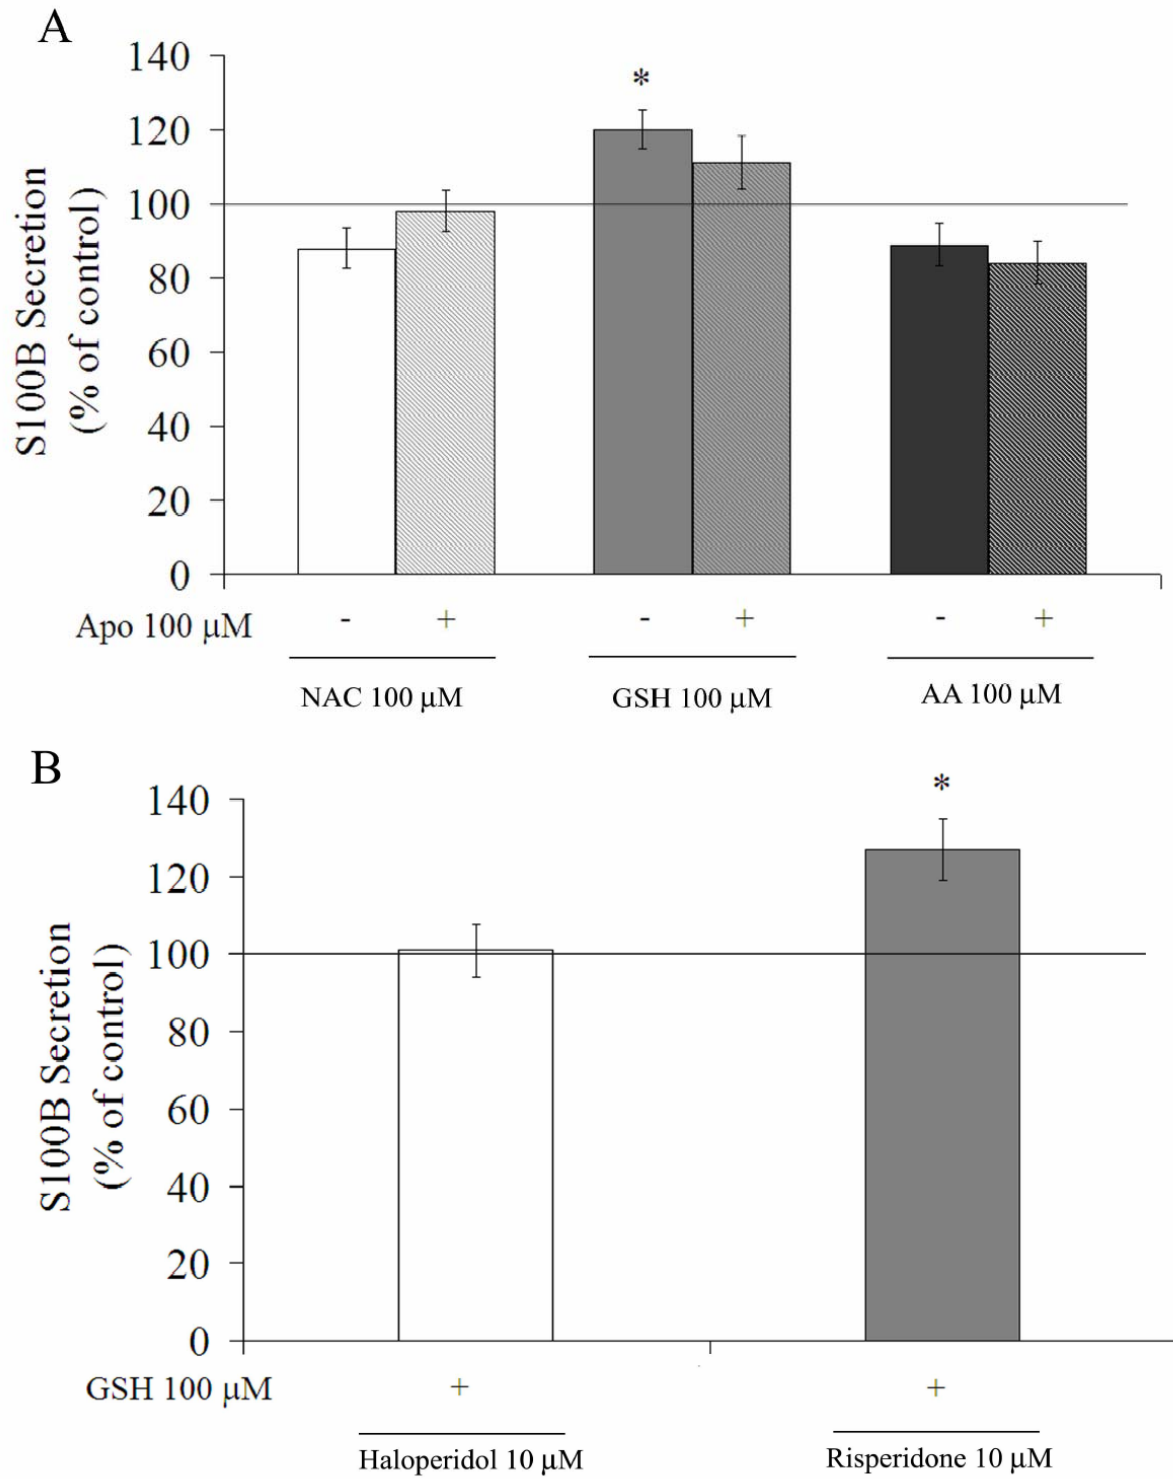 A
140
120
100
80
60
40
20
0
S100B Secretion
(% of control)
*
Apo 100 μM - + - + - +
NAC 100 μM GSH 100 μM AA 100 μM
B
140
120
100
80
60
40
20
0
S100B Secretion
(% of control)
*
GSH 100 μM + +
Haloperidol 10 μM Risperidone 10 μM